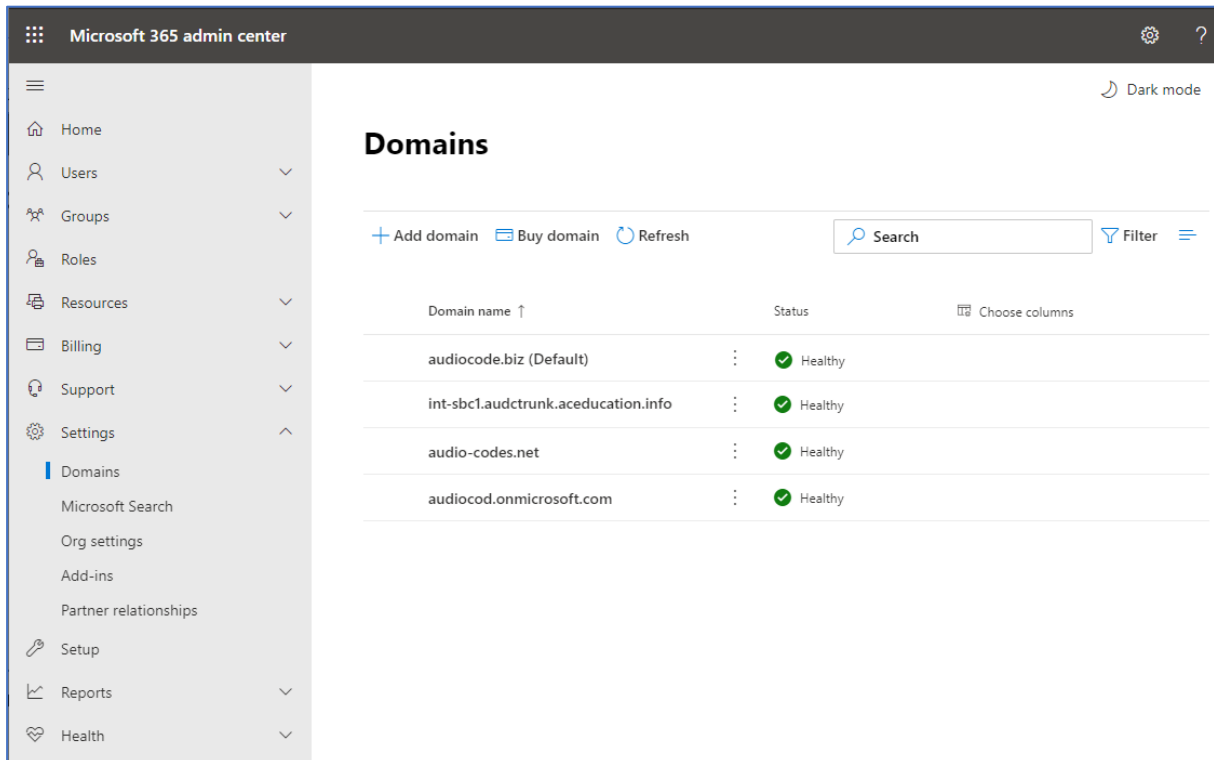 Microsoft 365 admin center
?
Dark mode
Home
Domains
Users
Groups
Add domain Buy domain Refresh Search Filter
Roles
Resources
Domain name ↑ Status Choose columns
Billing
audiocode.biz (Default) Healthy
Support
int-sbc1.audctrunk.aceducation.info Healthy
Settings
audio-codes.net Healthy
Domains
audiocod.onmicrosoft.com Healthy
Microsoft Search
Org settings
Add-ins
Partner relationships
Setup
Reports
Health